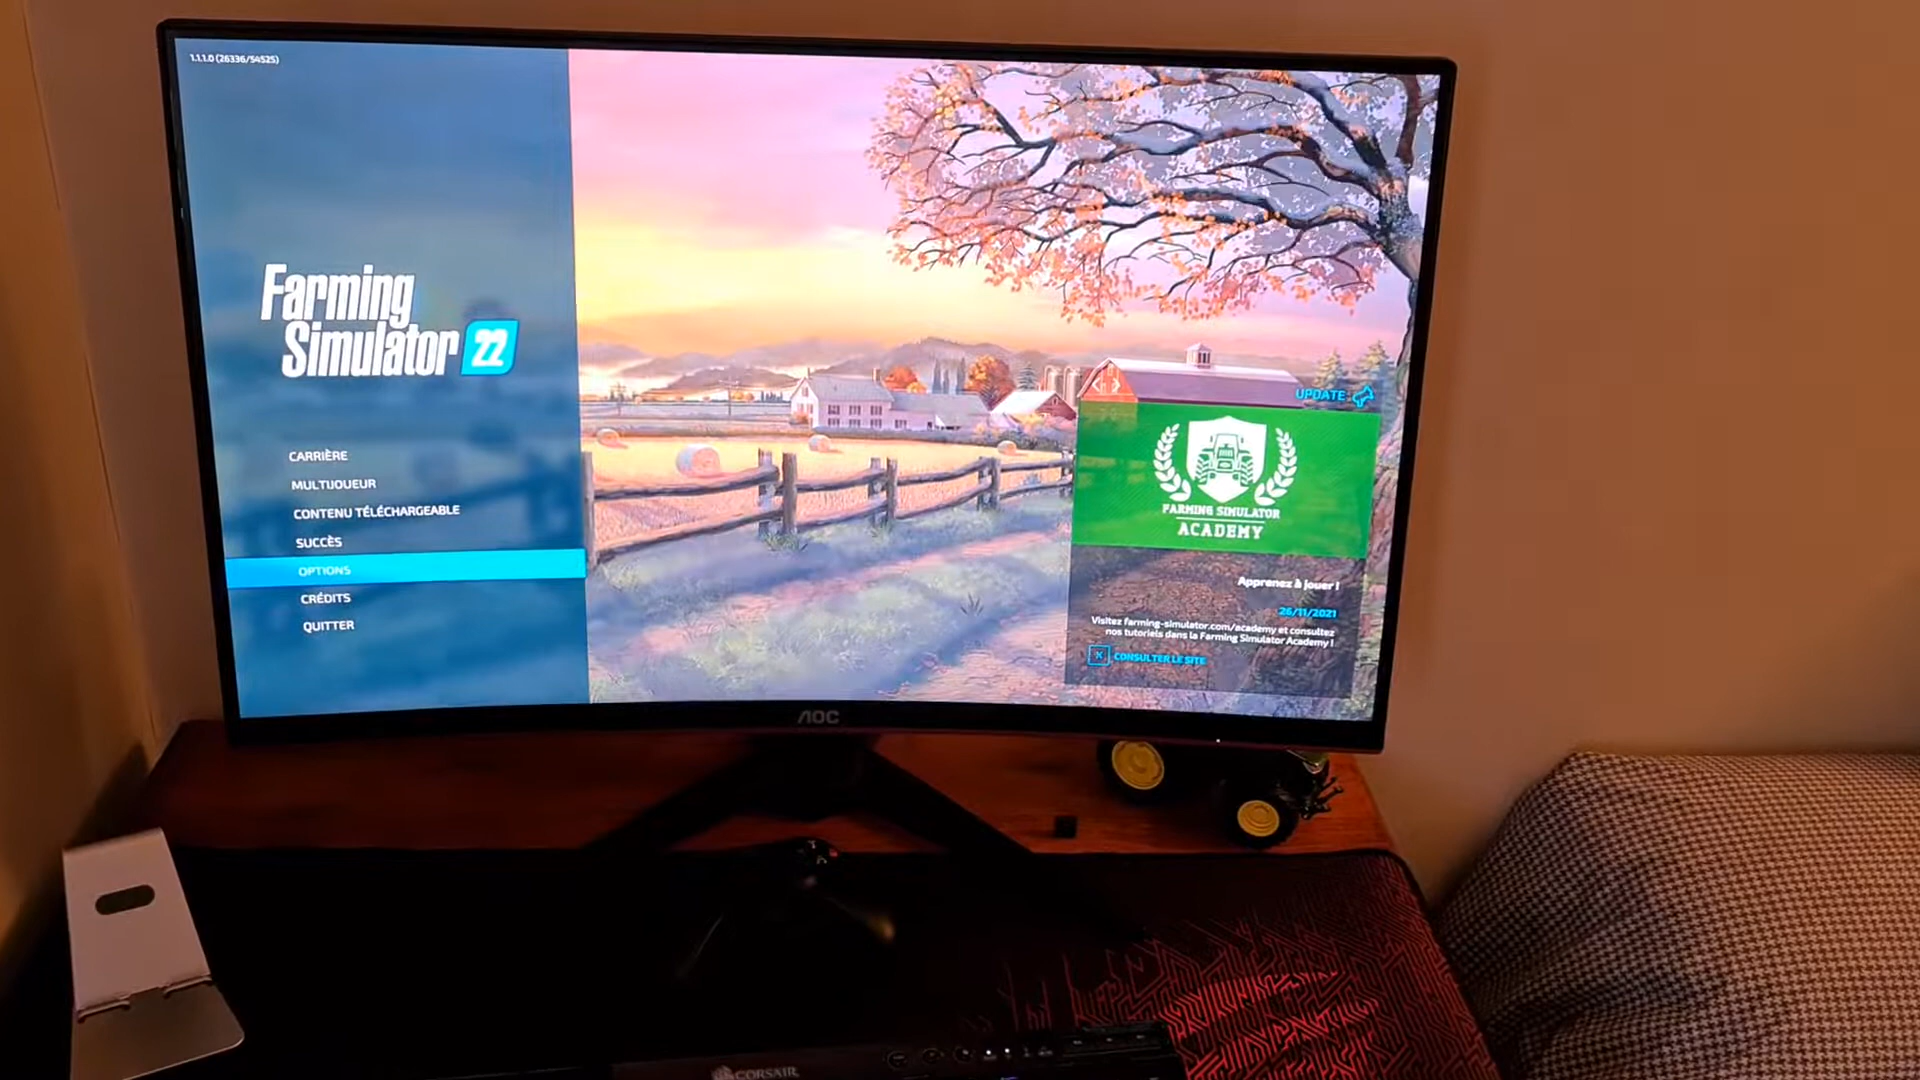 1.1.1.0 (26336/54525)
Farming
Simulator 22
CARRIÈRE
MULTIJOUEUR
CONTENU TÉLÉCHARGEABLE
SUCCÈS
OPTIONS
CRÉDITS
QUITTER
UPDATE
FARMING SIMULATOR
ACADEMY
Apprenez à jouer !
26/11/2021
Visitez farming-simulator.com/academy et consultez
nos tutoriels dans la Farming Simulator Academy !
X CONSULTER LE SITE
AOC
CORSAIR